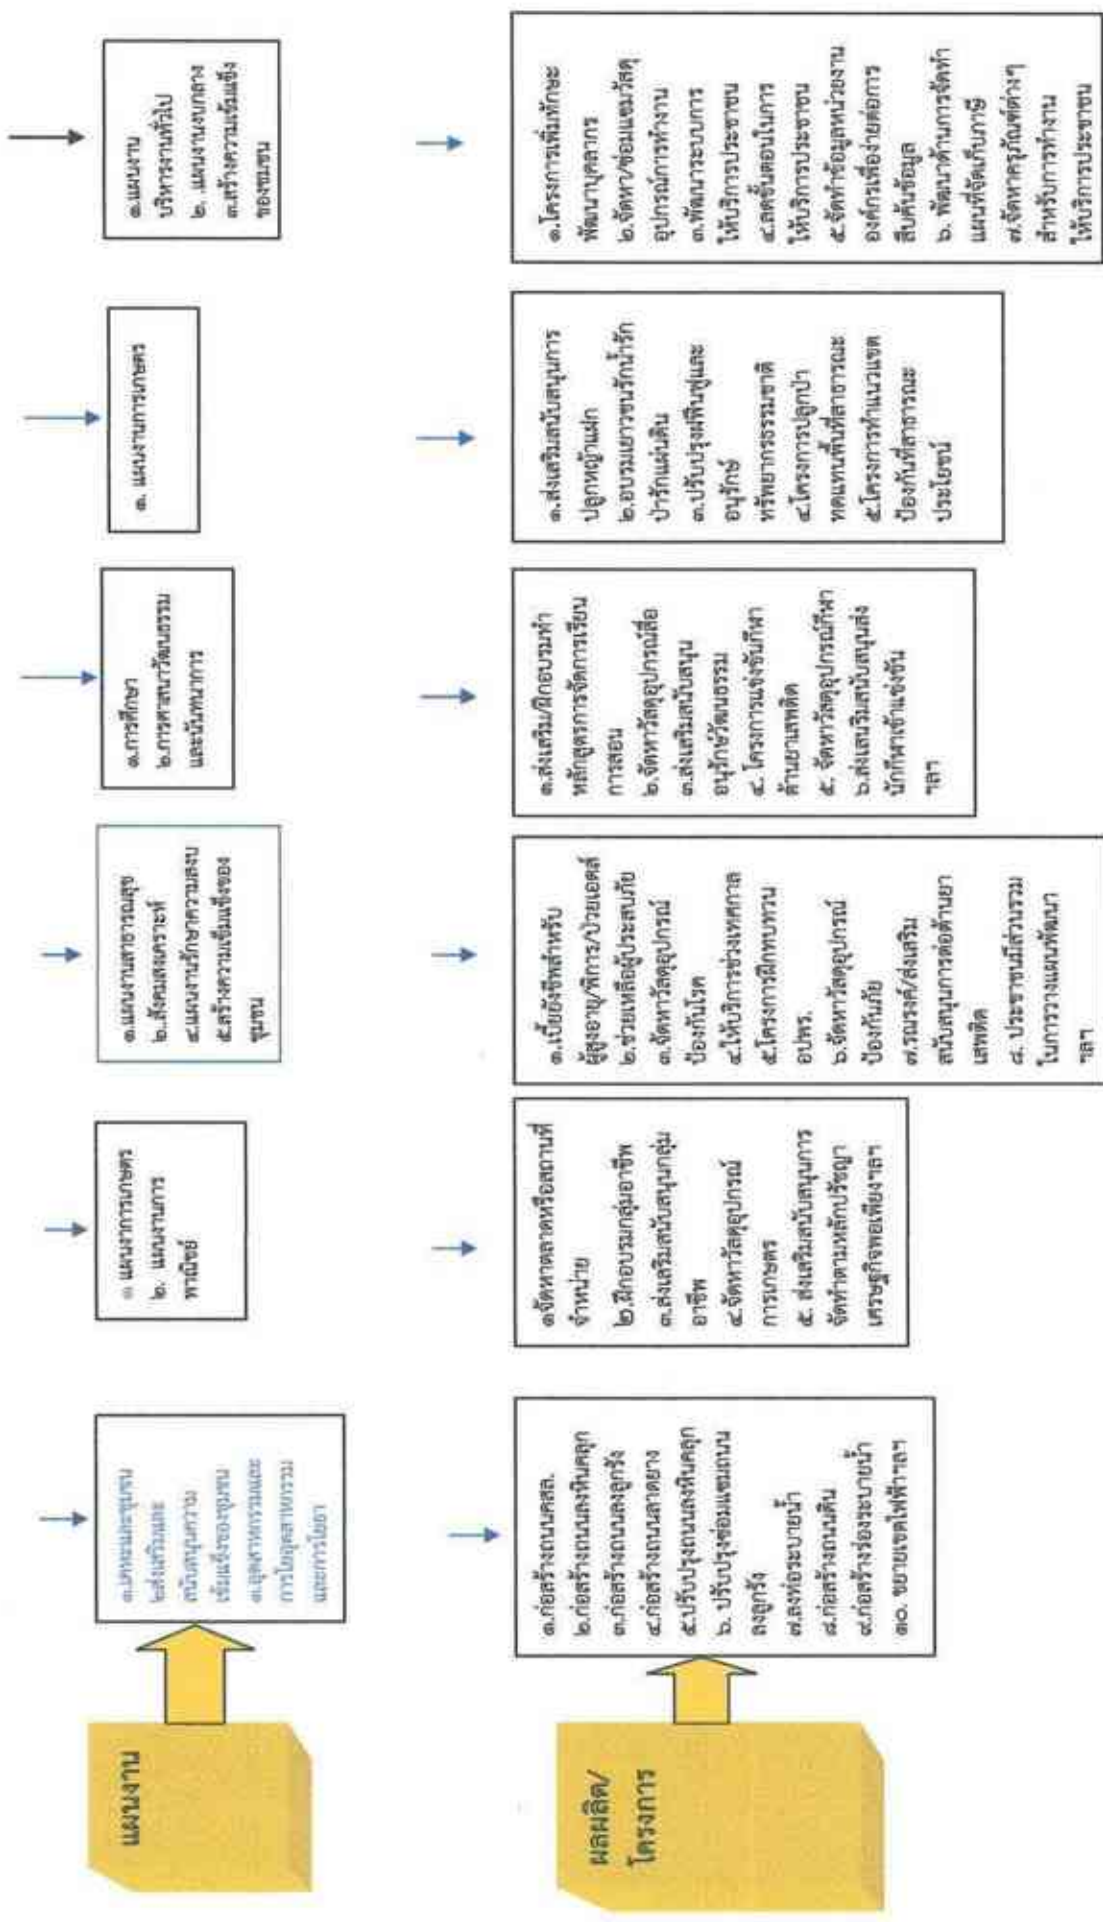 แผนงาน
๑.เคหะและชุมชน
๒ส่งเสริมและ
สนับสนุนความ
เข้มแข็งของชุมชน
๓.อุตสาหกรรมและ
การโยธา
๑ แผนงาการเกษตร
๒. แผนงานการ
พาณิชย์
๑.แผนงานสาธารณสุข
๒.สังคมสงเคราะห์
๔.แผนงานรักษาความสงบ
๕.สร้างความเข้มแข็งของ
ชุมชน
๑.การศึกษา
๒.การศาสนาวัฒนธรรม
และนันทนาการ
๑. แผนงานการเกษตร
๑.แผนงาน
บริหารงานทั่วไป
๒. แผนงานงบกลาง
๓.สร้างความเข้มแข็ง
ของชุมชน
ผลผลิต/
โครงการ
๑.ก่อสร้างถนนคสล.
๒.ก่อสร้างถนนลงหินคลุก
๓.ก่อสร้างถนนลงลูกรัง
๔.ก่อสร้างถนนลาดยาง
๕.ปรับปรุงถนนลงหินคลุก
๖. ปรับปรุงซ่อมแซมถนน
ลงลูกรัง
๗.ลงท่อระบายน้ำ
๘.ก่อสร้างถนนดิน
๙.ก่อสร้างร่องระบายน้ำ
๑๐. ขยายเขตไฟฟ้าฯลฯ
๑จัดหาตลาดหรือสถานที่
จำหน่าย
๒.ฝึกอบรมกลุ่มอาชีพ
๓.ส่งเสริมสนับสนุนกลุ่ม
อาชีพ
๔.จัดหาวัสดุอุปกรณ์
การเกษตร
๕. ส่งเสริมสนับสนุนการ
จัดทำตามหลักปรัชญา
เศรษฐกิจพอเพียงฯลฯ
๑.เบี้ยยังชีพสำหรับ
ผู้สูงอายุ/พิการ/ป่วยเอดส์
๒.ช่วยเหลือผู้ประสบภัย
๓.จัดหาวัสดุอุปกรณ์
ป้องกันโรค
๔.ให้บริการช่วงเทศกาล
๕.โครงการฝึกทบทวน
อปพร.
๖.จัดหาวัสดุอุปกรณ์
ป้องกันภัย
๗.รณรงค์/ส่งเสริม
สนับสนุนการต่อต้านยา
เสพติด
๘. ประชาชนมีส่วนรวม
ในการวางแผนพัฒนา
ฯลฯ
๑.ส่งเสริม/ฝึกอบรมทำ
หลักสูตรการจัดการเรียน
การสอน
๒.จัดหาวัสดุอุปกรณ์สื่อ
๓.ส่งเสริมสนับสนุน
อนุรักษ์วัฒนธรรม
๔. โครงการแข่งขันกีฬา
ต้านยาเสพติด
๕. จัดหาวัสดุอุปกรณ์กีฬา
๖.ส่งเสนริมสนับสนุนส่ง
นักกีฬาเข้าแข่งขัน
ฯลฯ
๑.ส่งเสริมสนับสนุนการ
ปลูกหญ้าแฝก
๒.อบรมเยาวชนรักน้ำรัก
ป่ารักแผ่นดิน
๓.ปรับปรุงฝฟื้นฟูและ
อนุรักษ์
ทรัพยากรธรรมชาติ
๔.โครงการปลูกป่า
ทดแทนพื้นที่สาธารณะ
๕.โครงการทำแนวแขต
ป้องกันที่สาธารณะ
ประโยชน์
๑.โครงการเพิ่มทักษะ
พัฒนาบุคลากร
๒.จัดหา/ซ่อมแซมวัสดุ
อุปกรณ์การทำงาน
๓.พัฒนาระบบการ
ให้บริการประชาชน
๔.ลดขั้นตอนในการ
ให้บริการประชาชน
๕.จัดทำข้อมูลหน่วยงาน
องค์กรเพื่อง่ายต่อการ
สืบค้นข้อมูล
๖. พัฒนาด้านการจัดทำ
แผนที่จัดเก็บภาษี
๗.จัดหาครุภัณฑ์ต่างๆ
สำหรับการทำงาน
ให้บริการประชาชน